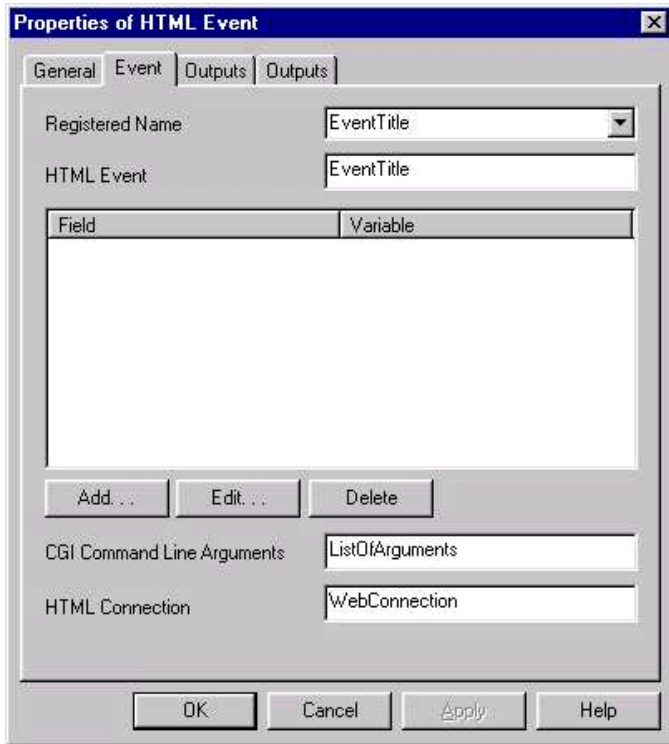 Properties of HTML Event
General Event Outputs Outputs
Registered Name EventTitle
HTML Event EventTitle
Field Variable
Add. . . Edit. . . Delete
CGI Command Line Arguments ListOfArguments
HTML Connection WebConnection
OK Cancel Apply Help